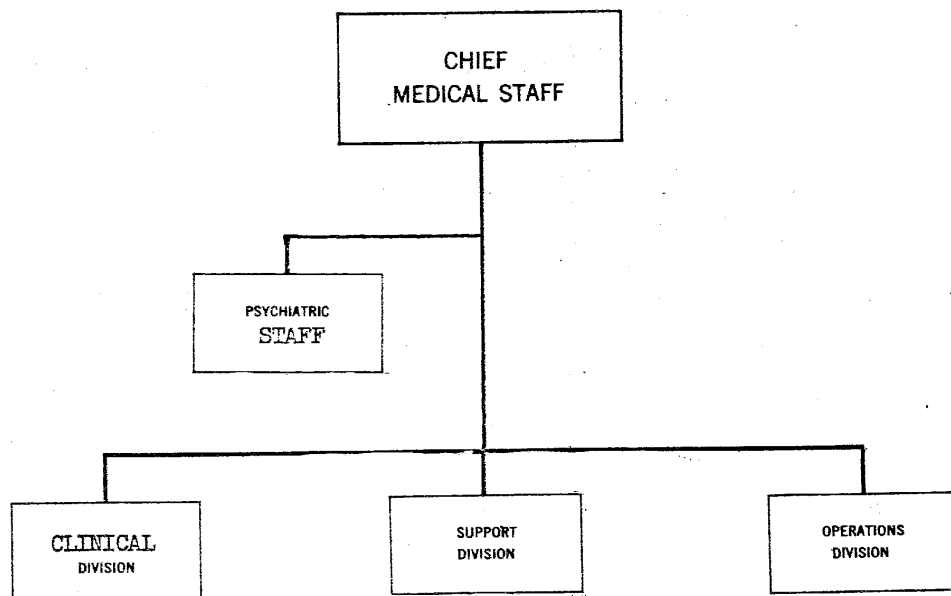 CHIEF
MEDICAL STAFF
PSYCHIATRIC
STAFF
CLINICAL
DIVISION
SUPPORT
DIVISION
OPERATIONS
DIVISION